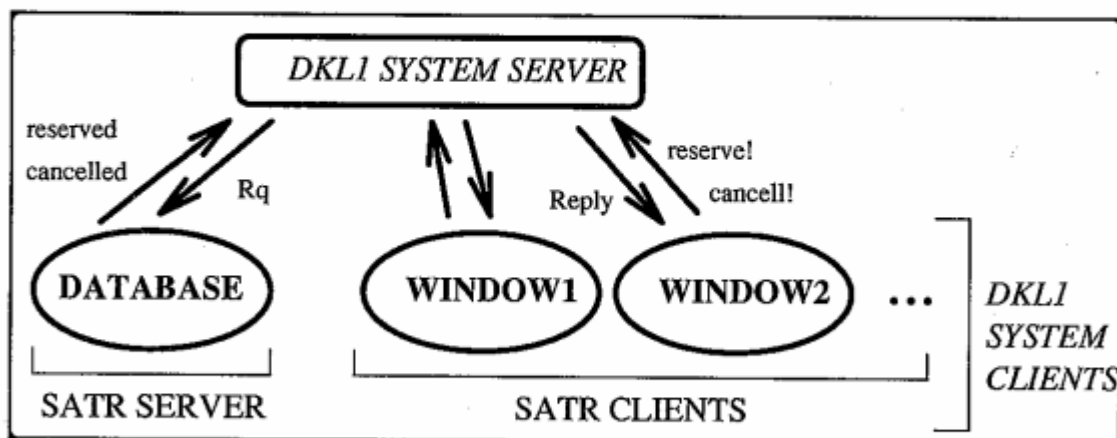 DKL1 SYSTEM SERVER
reserved
cancelled
Rq
Reply
reserve!
cancell!
DATABASE
WINDOW1
WINDOW2
...
DKL1
SYSTEM
CLIENTS
SATR SERVER
SATR CLIENTS